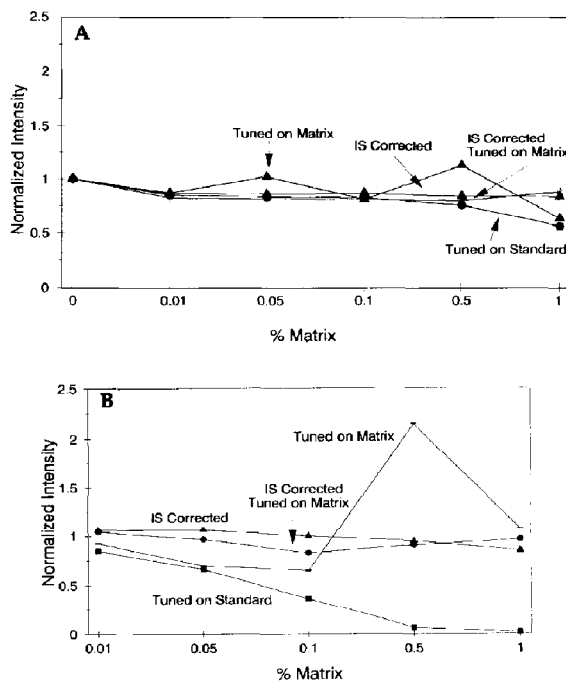 A
2.5
2
1.5
1
0.5
0
Normalized Intensity
Tuned on Matrix
IS Corrected
IS Corrected
Tuned on Matrix
Tuned on Standard
0
0.01
0.05
0.1
0.5
1
% Matrix
B
2.5
2
1.5
1
0.5
0
Normalized Intensity
Tuned on Matrix
IS Corrected
Tuned on Matrix
IS Corrected
Tuned on Standard
0.01
0.05
0.1
0.5
1
% Matrix